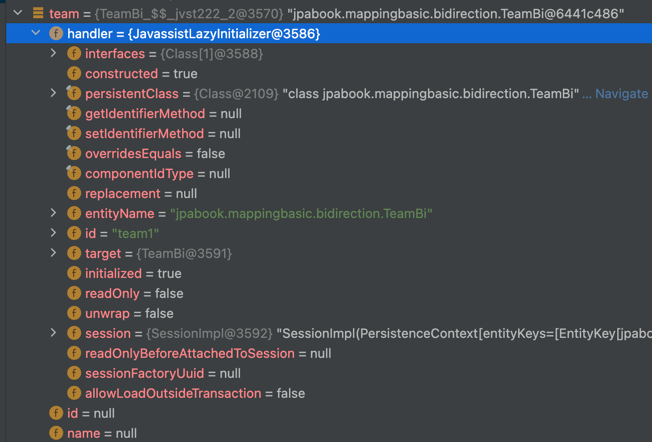 team = {TeamBi_$$_jvst222_2@3570} "jpabook.mappingbasic.bidirection.TeamBi@6441c486"
f handler = {JavassistLazyInitializer@3586}
f interfaces = {Class[1]@3588}
f constructed = true
f persistentClass = {Class@2109} "class jpabook.mappingbasic.bidirection.TeamBi" ... Navigate
f getIdentifierMethod = null
f setIdentifierMethod = null
f overridesEquals = false
f componentIdType = null
f replacement = null
f entityName = "jpabook.mappingbasic.bidirection.TeamBi"
f id = "team1"
f target = {TeamBi@3591}
f initialized = true
f readOnly = false
f unwrap = false
f session = {SessionImpl@3592} "SessionImpl(PersistenceContext[entityKeys=[EntityKey[jpabo
f readOnlyBeforeAttachedToSession = null
f sessionFactoryUuid = null
f allowLoadOutsideTransaction = false
f id = null
f name = null